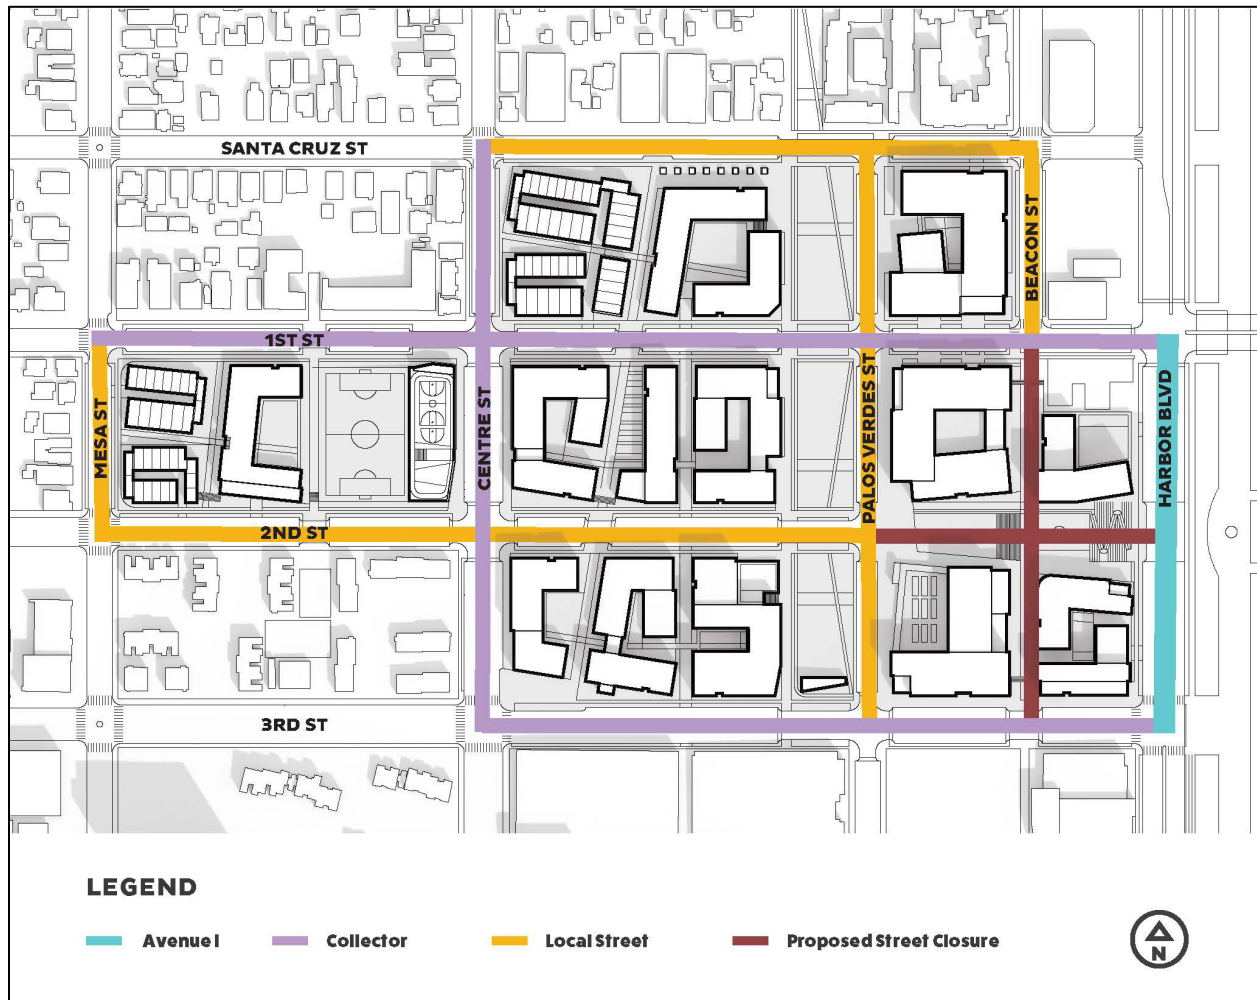 SANTA CRUZ ST
BEACON ST
1ST ST
MESA ST
CENTRE ST
PALOS VERDES ST
HARBOR BLVD
2ND ST
3RD ST
LEGEND
Avenue I
Collector
Local Street
Proposed Street Closure
N